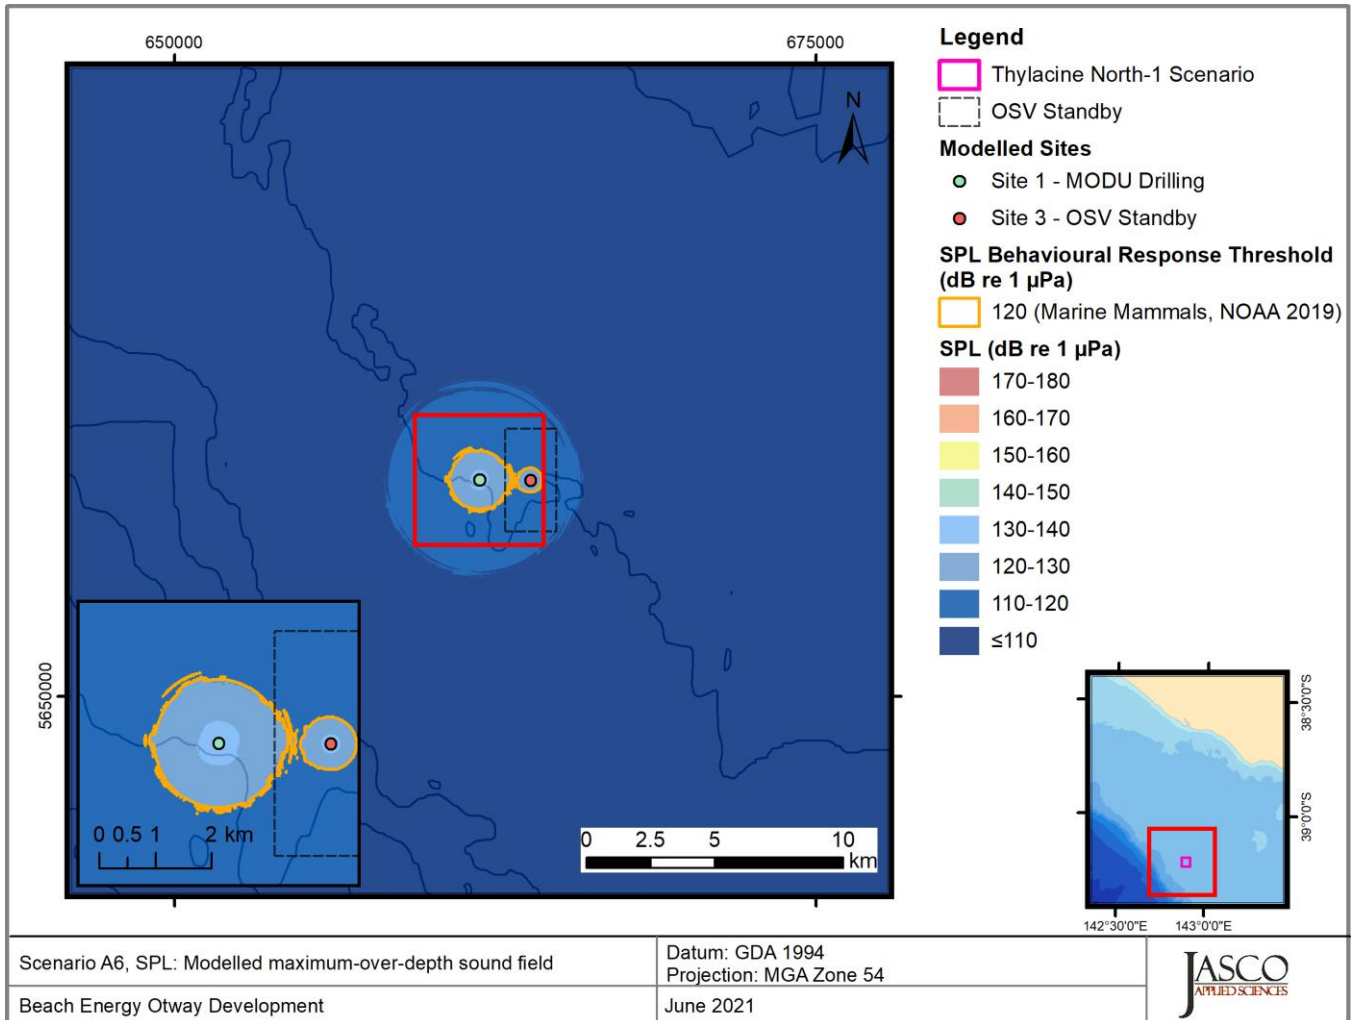 650000
675000
N
5650000
0 0.5 1 2 km
0 2.5 5 10
km
Legend
Thylacine North-1 Scenario
OSV Standby
Modelled Sites
Site 1 - MODU Drilling
Site 3 - OSV Standby
SPL Behavioural Response Threshold
(dB re 1 µPa)
120 (Marine Mammals, NOAA 2019)
SPL (dB re 1 µPa)
170-180
160-170
150-160
140-150
130-140
120-130
110-120
≤110
38°30'0"S
39°0'0"S
142°30'0"E 143°0'0"E
Scenario A6, SPL: Modelled maximum-over-depth sound field
Beach Energy Otway Development
Datum: GDA 1994
Projection: MGA Zone 54
June 2021
JASCO
APPLIED SCIENCES